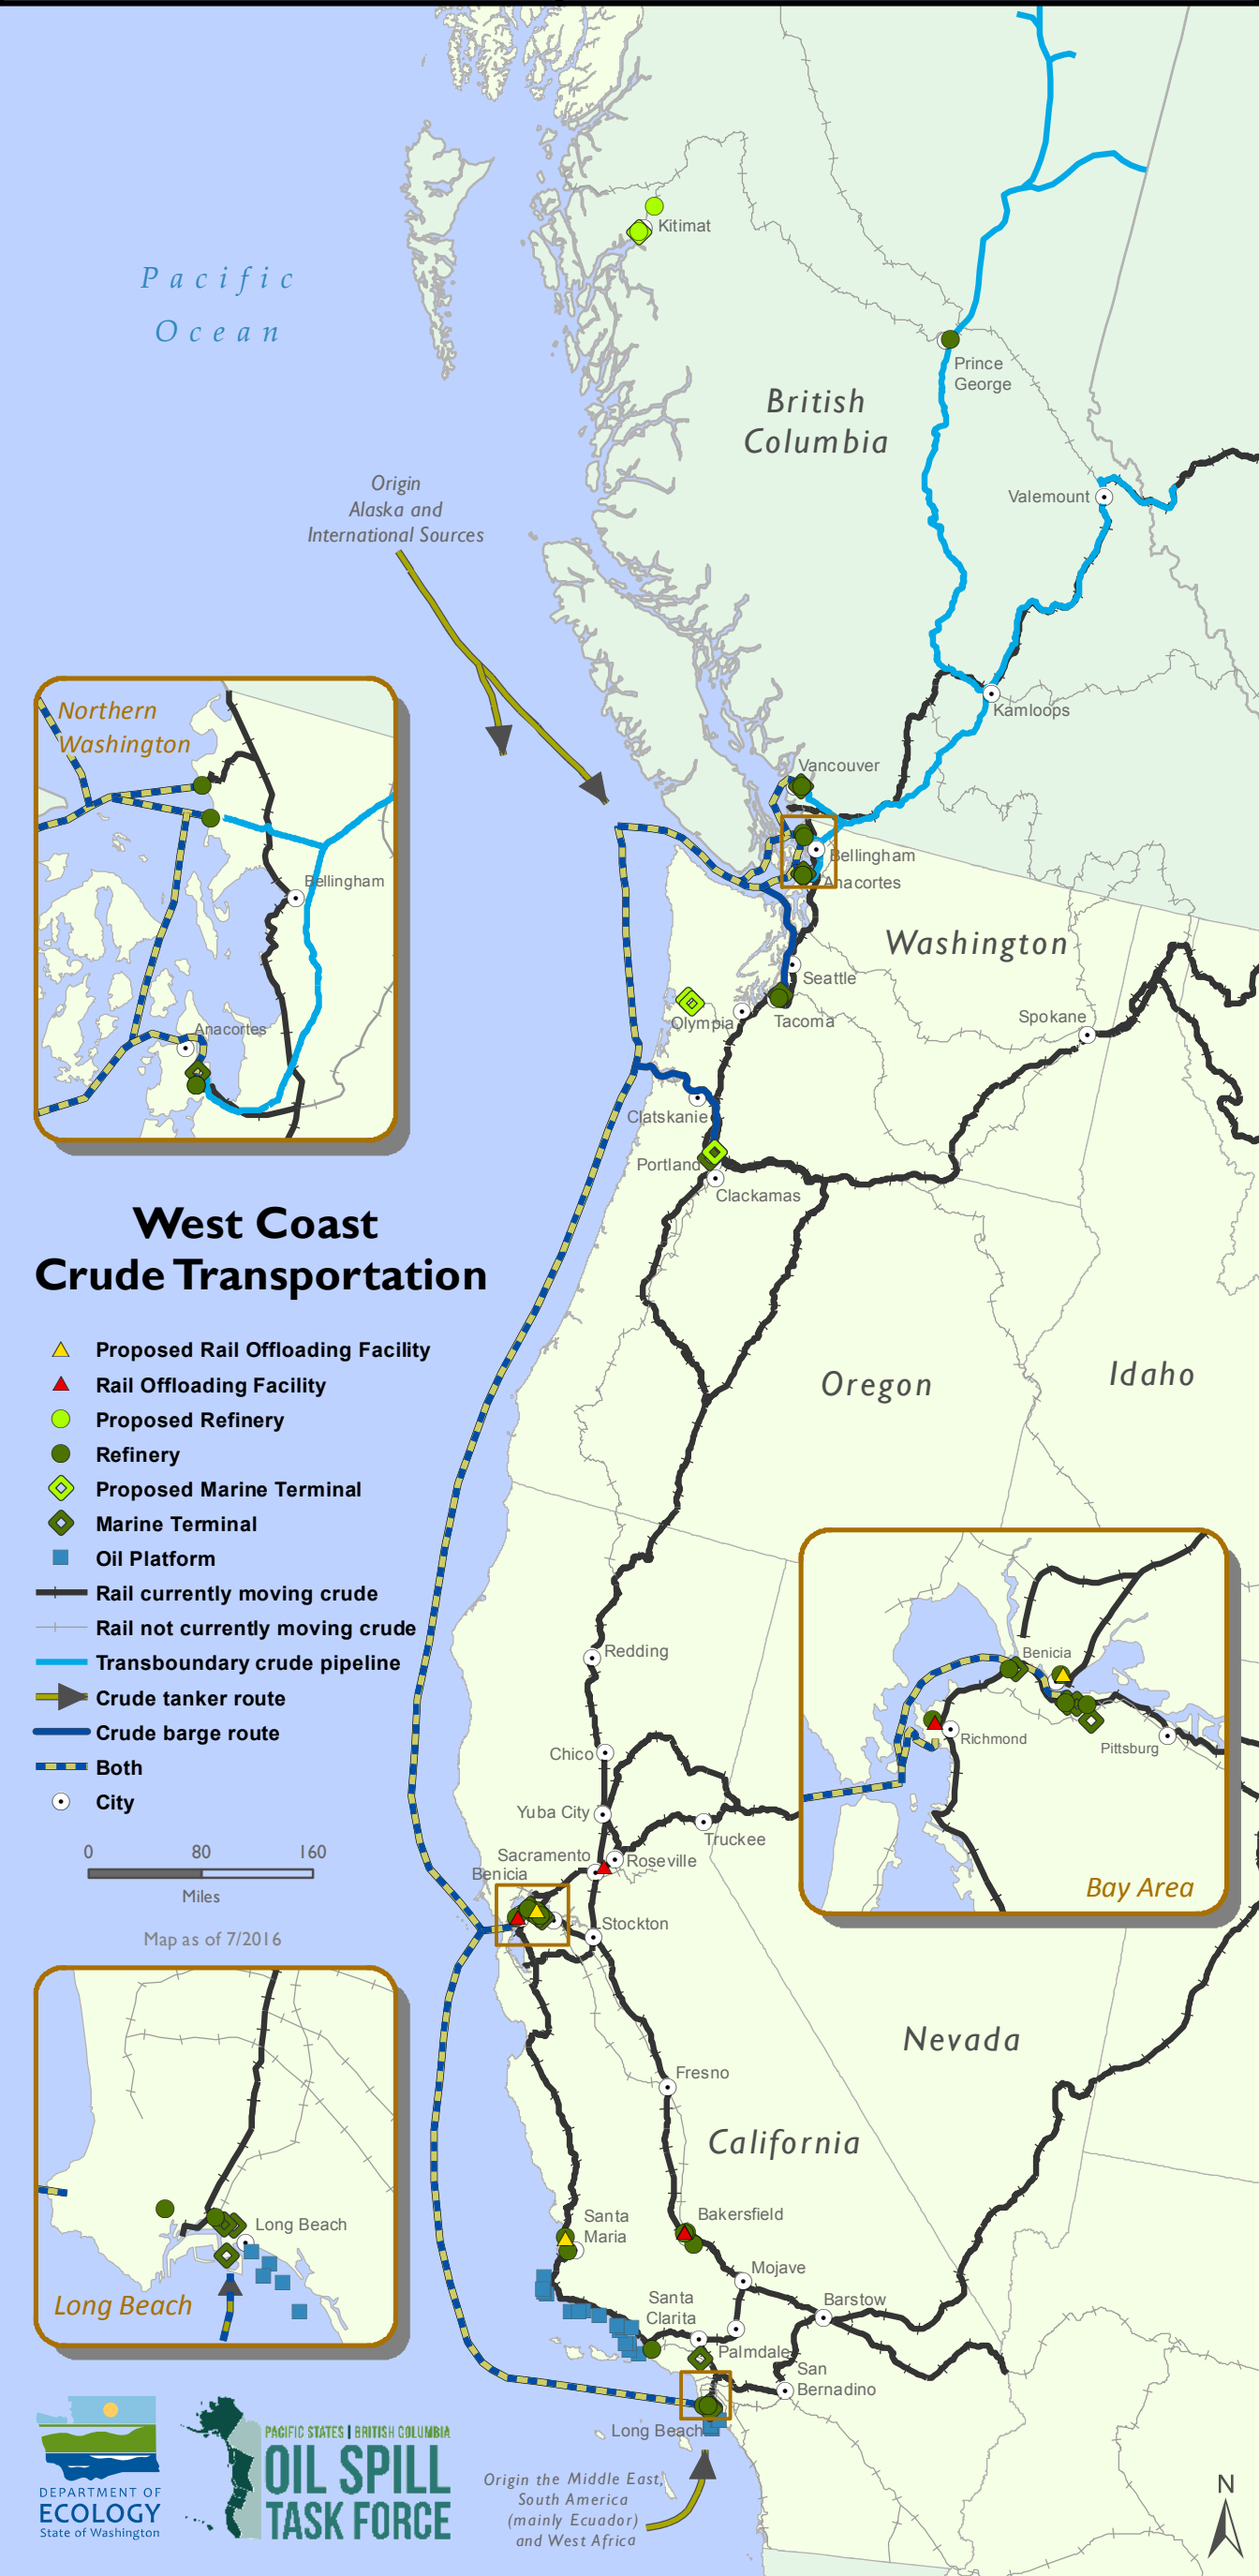 Pacific
Ocean
Kitimat
Prince
George
British
Columbia
Valemount
Origin
Alaska and
International Sources
Kamloops
Vancouver
Bellingham
Anacortes
Washington
Seattle
Olympia
Tacoma
Spokane
Clatskanie
Portland
Clackamas
Northern
Washington
Bellingham
Anacortes
West Coast
Crude Transportation
Proposed Rail Offloading Facility
Rail Offloading Facility
Proposed Refinery
Refinery
Proposed Marine Terminal
Marine Terminal
Oil Platform
Rail currently moving crude
Rail not currently moving crude
Transboundary crude pipeline
Crude tanker route
Crude barge route
Both
City
0 80 160
Miles
Map as of 7/2016
Oregon
Idaho
Redding
Chico
Yuba City
Truckee
Sacramento
Roseville
Benicia
Stockton
Benicia
Richmond
Pittsburg
Bay Area
Nevada
Fresno
California
Santa
Maria
Bakersfield
Mojave
Santa
Clarita
Barstow
Palmdale
San
Bernadino
Long Beach
Long Beach
Long Beach
Origin the Middle East,
South America
(mainly Ecuador)
and West Africa
DEPARTMENT OF
ECOLOGY
State of Washington
PACIFIC STATES | BRITISH COLUMBIA
OIL SPILL
TASK FORCE
N